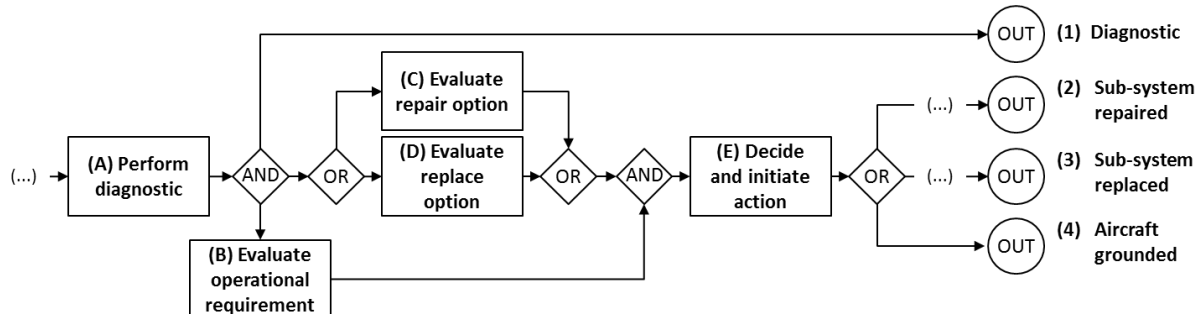 OUT (1) Diagnostic
(C) Evaluate
repair option
(...) OUT (2) Sub-system
repaired
(...) (A) Perform
diagnostic
AND
OR
(D) Evaluate
replace
option
OR
AND
(E) Decide
and initiate
action
OR
(...) OUT (3) Sub-system
replaced
(B) Evaluate
operational
requirement
OUT (4) Aircraft
grounded